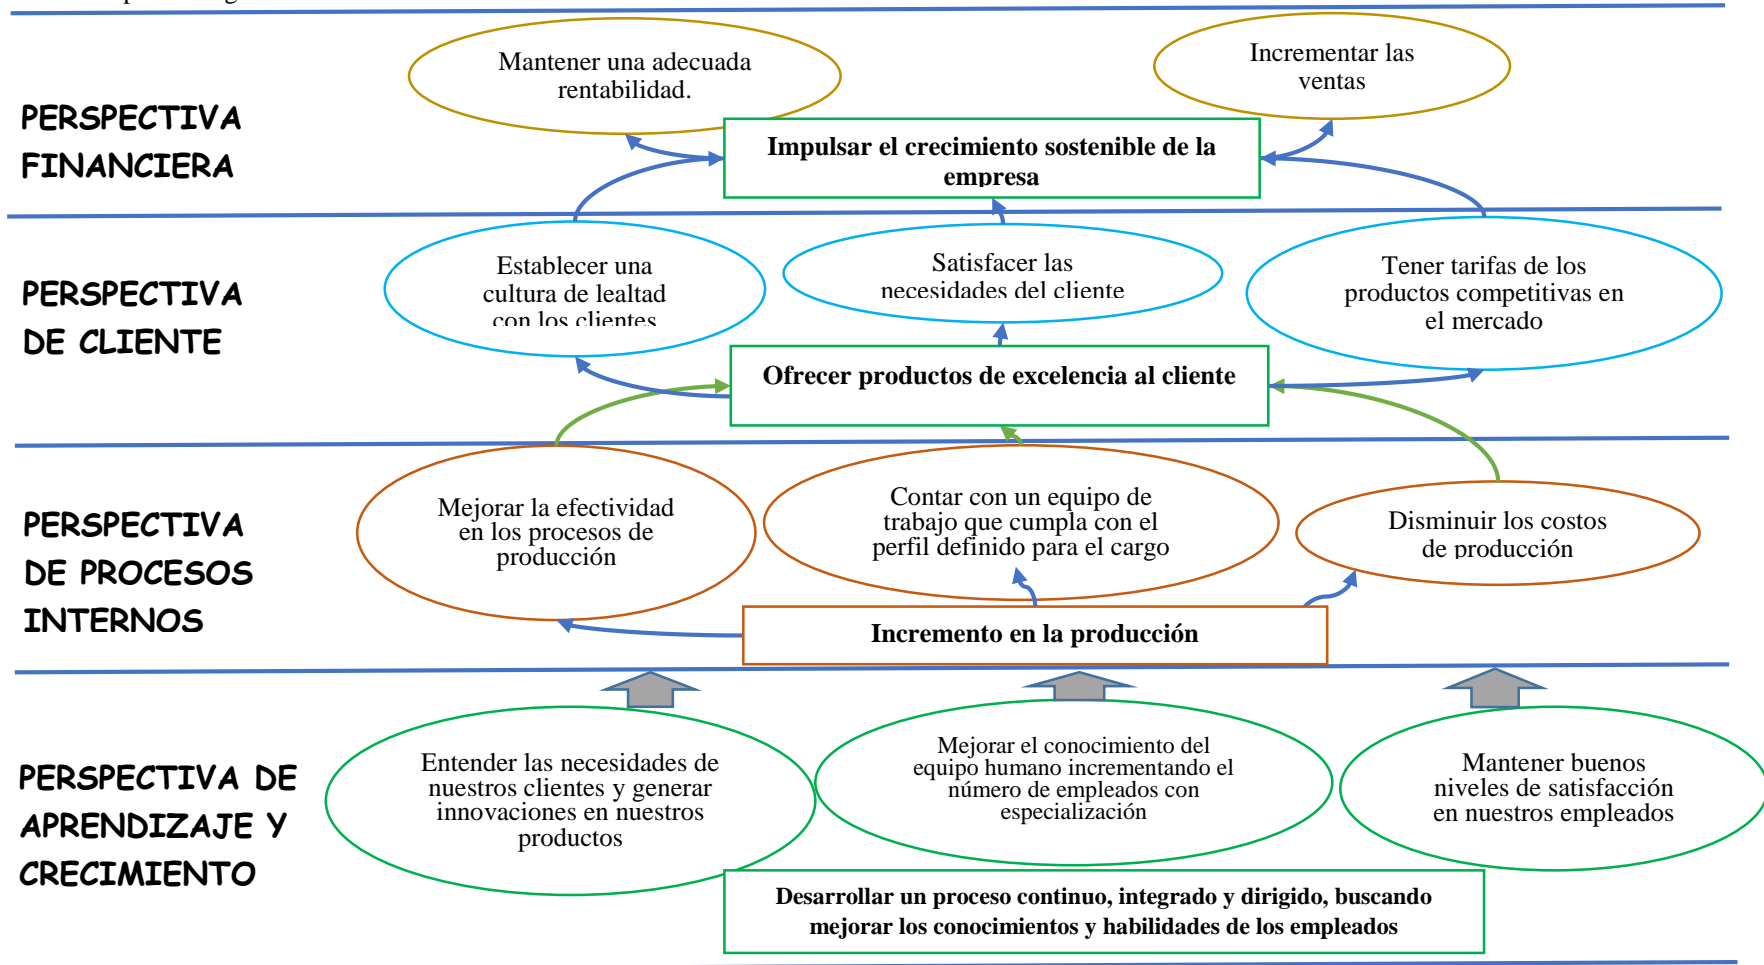 Mantener una adecuada
rentabilidad.
Incrementar las
ventas
PERSPECTIVA
FINANCIERA
Impulsar el crecimiento sostenible de la
empresa
PERSPECTIVA
DE CLIENTE
Establecer una
cultura de lealtad
con los clientes
Satisfacer las
necesidades del cliente
Tener tarifas de los
productos competitivas en
el mercado
Ofrecer productos de excelencia al cliente
PERSPECTIVA
DE PROCESOS
INTERNOS
Mejorar la efectividad
en los procesos de
producción
Contar con un equipo de
trabajo que cumpla con el
perfil definido para el cargo
Disminuir los costos
de producción
Incremento en la producción
PERSPECTIVA DE
APRENDIZAJE Y
CRECIMIENTO
Entender las necesidades de
nuestros clientes y generar
innovaciones en nuestros
productos
Mejorar el conocimiento del
equipo humano incrementando el
número de empleados con
especialización
Mantener buenos
niveles de satisfacción
en nuestros empleados
Desarrollar un proceso continuo, integrado y dirigido, buscando
mejorar los conocimientos y habilidades de los empleados